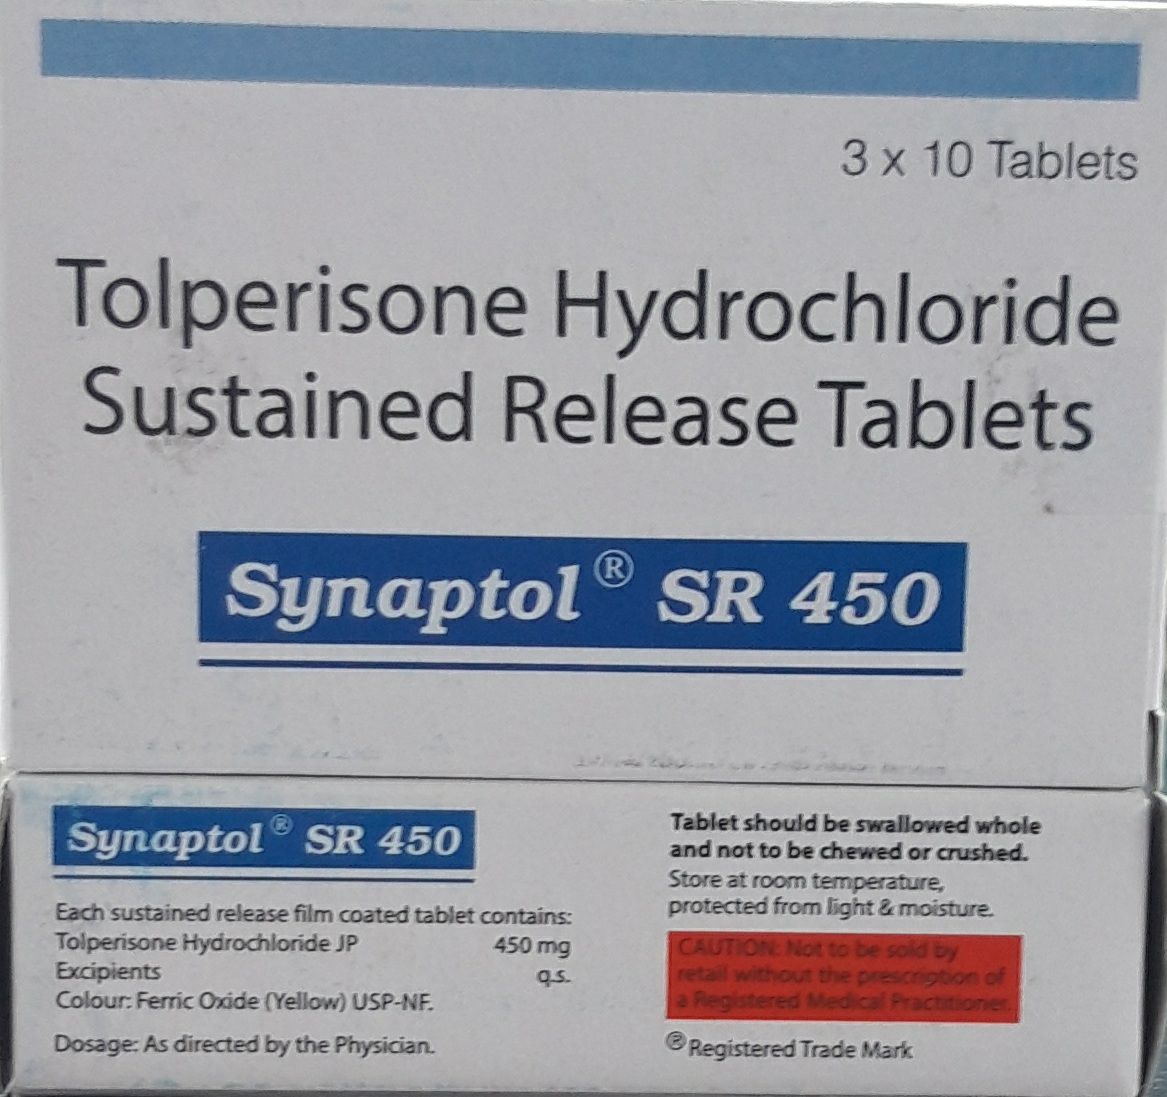 3 x 10 Tablets
Tolperisone Hydrochloride
Sustained Release Tablets
Synaptol® SR 450
Synaptol® SR 450
Each sustained release film coated tablet contains:
Tolperisone Hydrochloride JP 450 mg
Excipients q.s.
Colour: Ferric Oxide (Yellow) USP-NF.
Dosage: As directed by the Physician.
Tablet should be swallowed whole
and not to be chewed or crushed.
Store at room temperature,
protected from light & moisture.
CAUTION: Not to be sold by
retail without the prescription of
a Registered Medical Practitioner.
® Registered Trade Mark